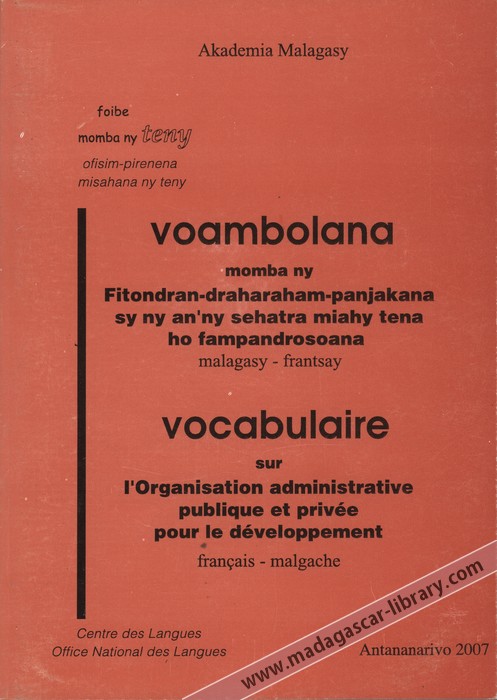 Akademia Malagasy
foibe
momba ny teny
ofisim-pirenena
misahana ny teny
voambolana
momba ny
Fitondran-draharaham-panjakana
sy ny an'ny sehatra miahy tena
ho fampandrosoana
malagasy - frantsay
vocabulaire
sur
l'Organisation administrative
publique et privée
pour le développement
français - malgache
Centre des Langues
Office National des Langues
Antananarivo 2007
www.madagascar-library.com